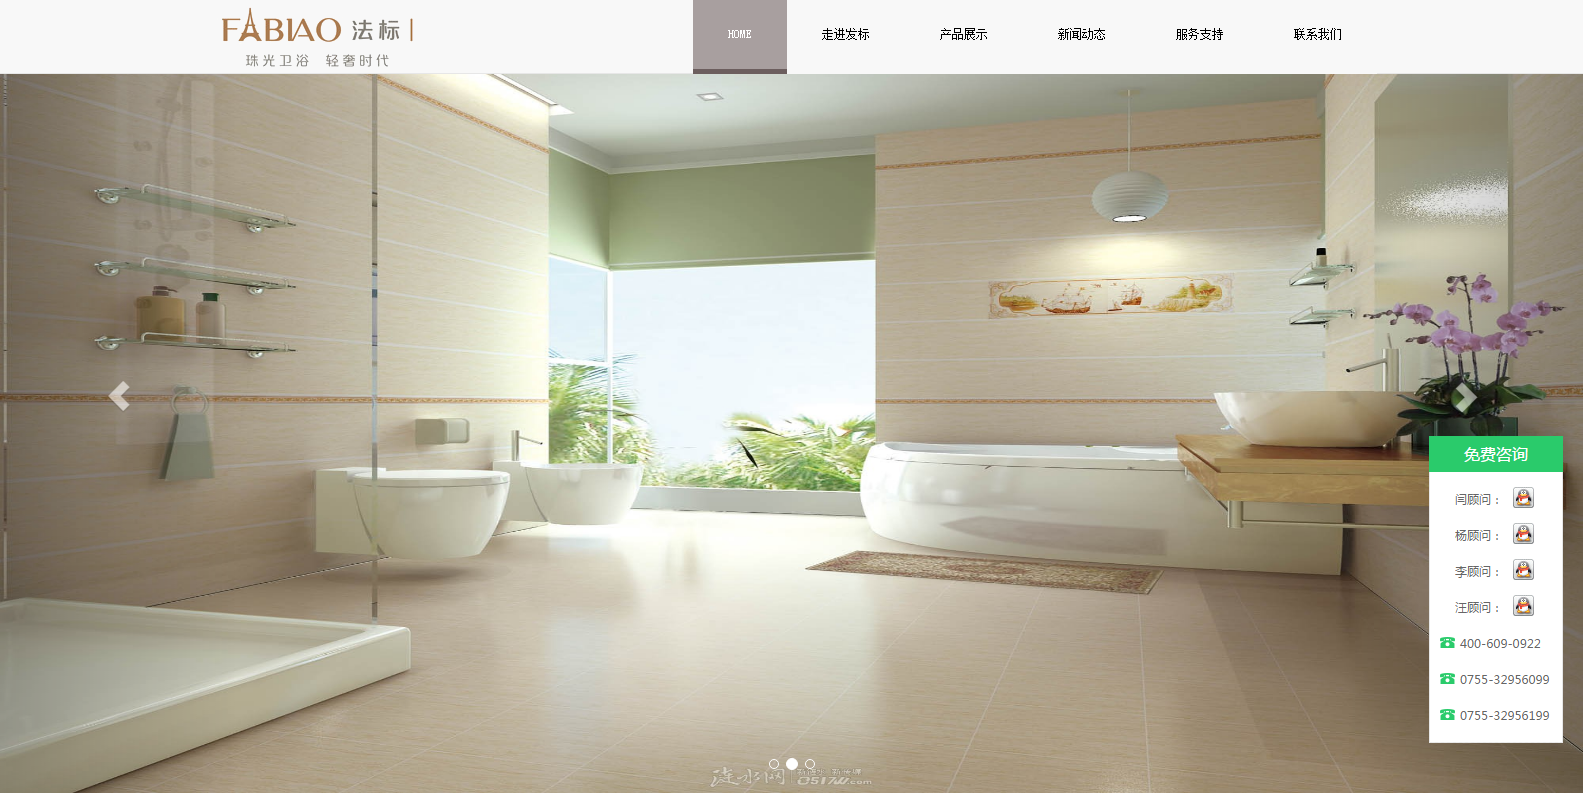 FABIAO 法标
珠光卫浴 轻奢时代
HOME 走进发标 产品展示 新闻动态 服务支持 联系我们
免费咨询
闫顾问：
杨顾问：
李顾问：
汪顾问：
400-609-0922
0755-32956099
0755-32956199
涟水网
0517W.com